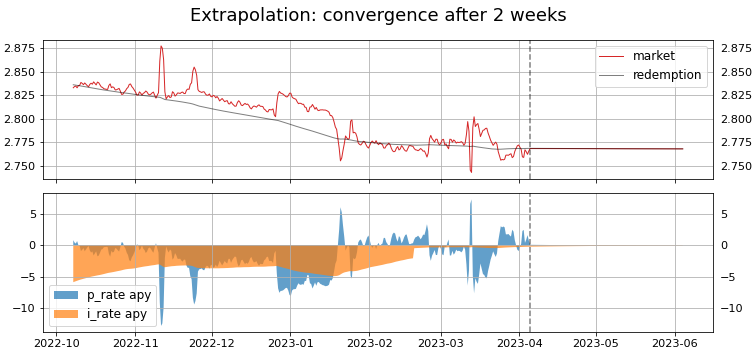 Extrapolation: convergence after 2 weeks
2.875 2.875
2.850 2.850
2.825 2.825
2.800 2.800
2.775 2.775
2.750 2.750
market
redemption
5 5
0 0
−5 −5
−10 −10
p_rate apy
i_rate apy
2022-10 2022-11 2022-12 2023-01 2023-02 2023-03 2023-04 2023-05 2023-06